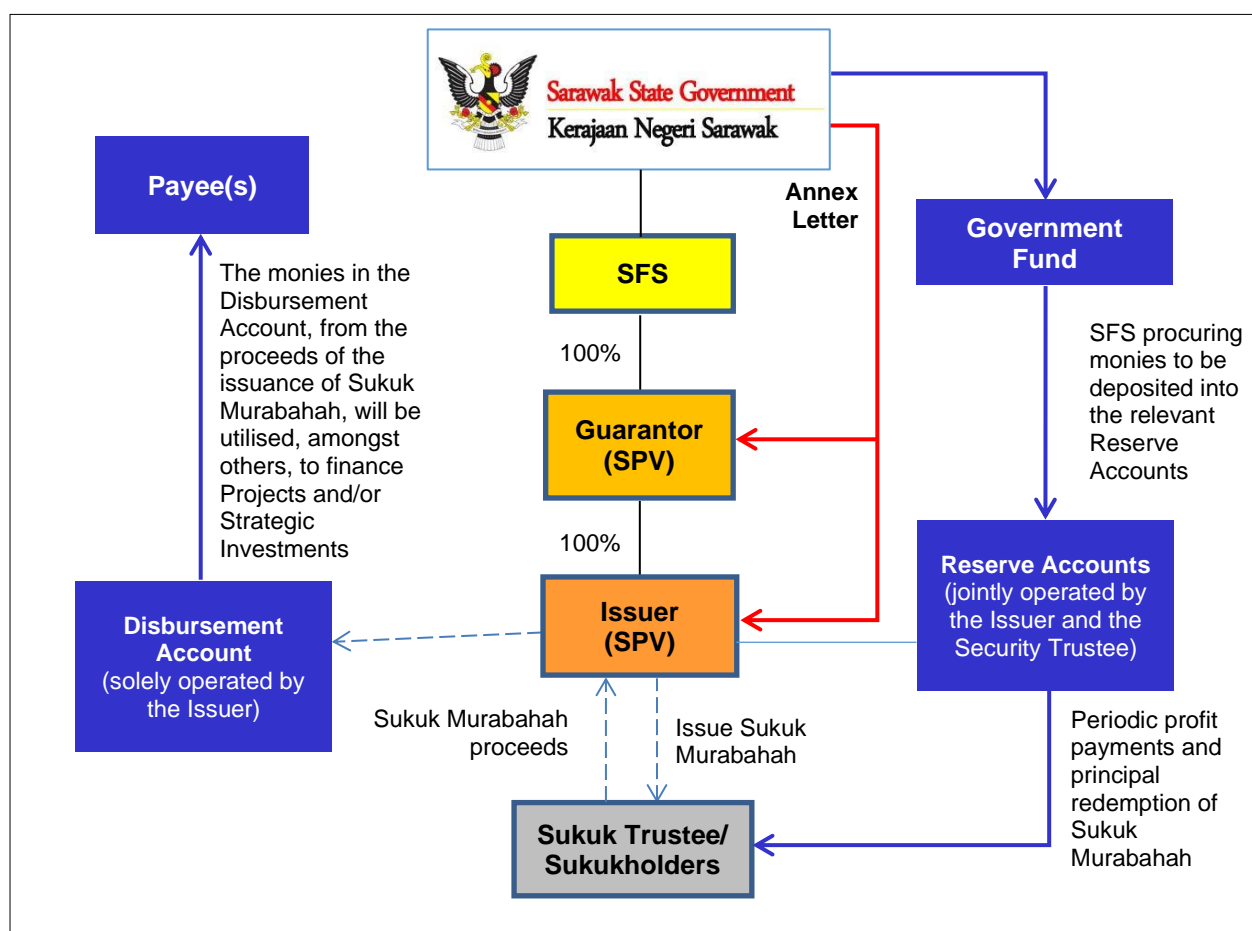 Sarawak State Government
Kerajaan Negeri Sarawak
Annex
Letter
Payee(s)
Government
Fund
SFS
The monies in the
Disbursement
Account, from the
proceeds of the
issuance of Sukuk
Murabahah, will be
utilised, amongst
others, to finance
Projects and/or
Strategic
Investments
100%
SFS procuring
monies to be
deposited into
the relevant
Reserve
Accounts
Guarantor
(SPV)
100%
Reserve Accounts
(jointly operated by
the Issuer and the
Security Trustee)
Issuer
(SPV)
Disbursement
Account
(solely operated by
the Issuer)
Sukuk Murabahah
proceeds
Issue Sukuk
Murabahah
Periodic profit
payments and
principal
redemption of
Sukuk
Murabahah
Sukuk Trustee/
Sukukholders